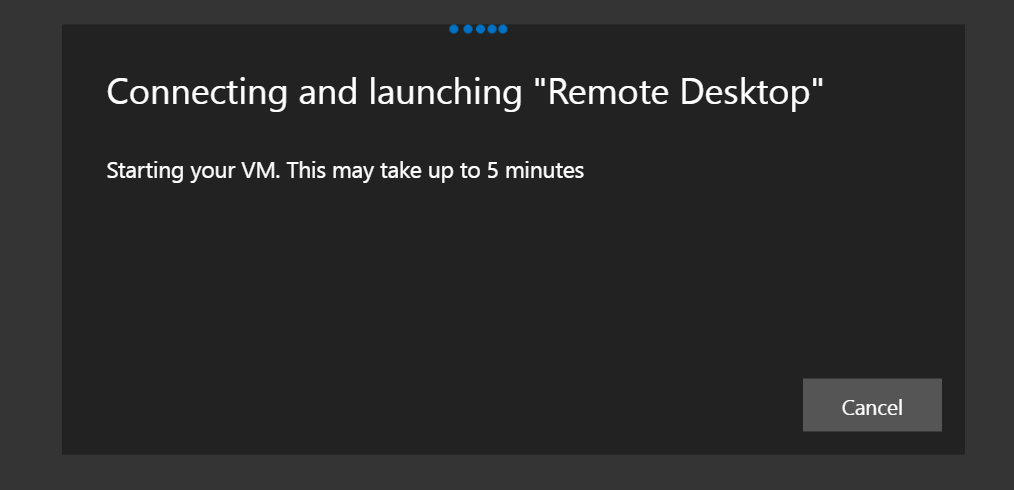 Connecting and launching "Remote Desktop"
Starting your VM. This may take up to 5 minutes
Cancel